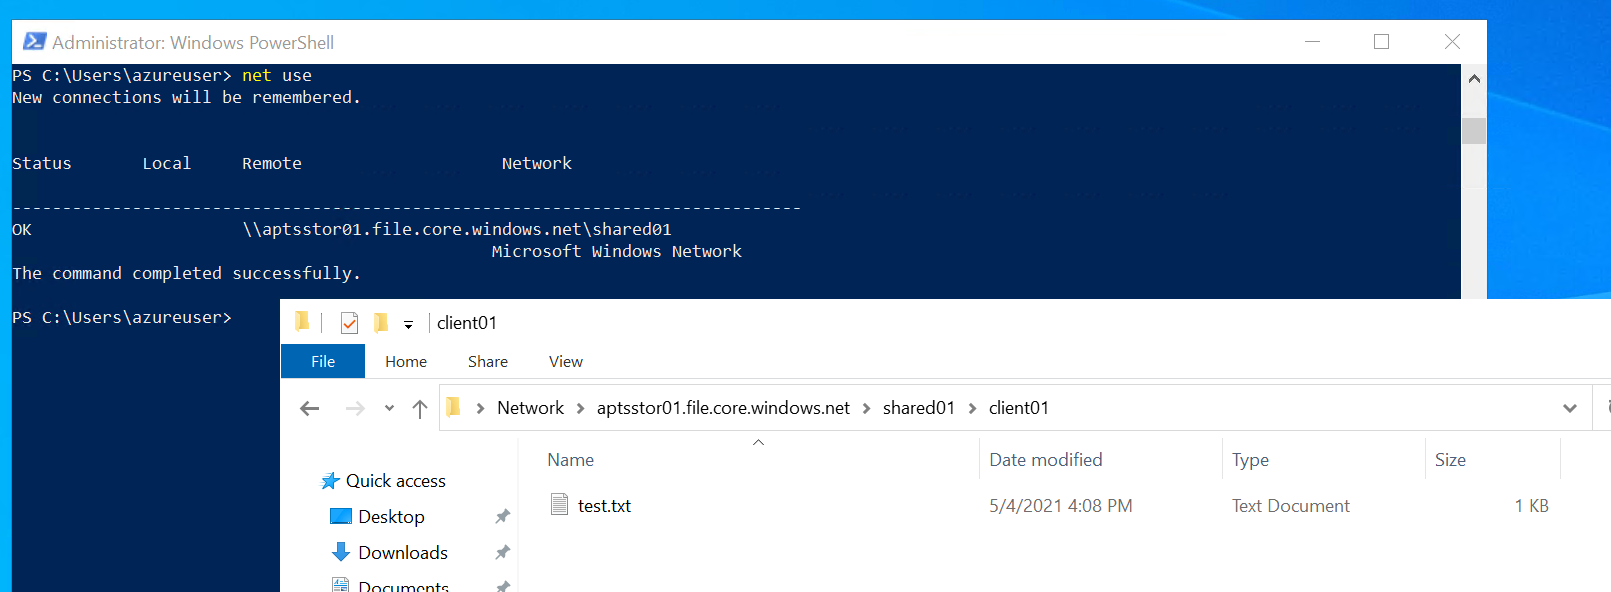 Administrator: Windows PowerShell
PS C:\Users\azureuser> net use
New connections will be remembered.
Status Local Remote Network
-------------------------------------------------------------------------------
OK \\aptsstor01.file.core.windows.net\shared01
Microsoft Windows Network
The command completed successfully.
PS C:\Users\azureuser>
client01
File Home Share View
Network > aptsstor01.file.core.windows.net > shared01 > client01
Name Date modified Type Size
Quick access
test.txt 5/4/2021 4:08 PM Text Document 1 KB
Desktop
Downloads
Documents